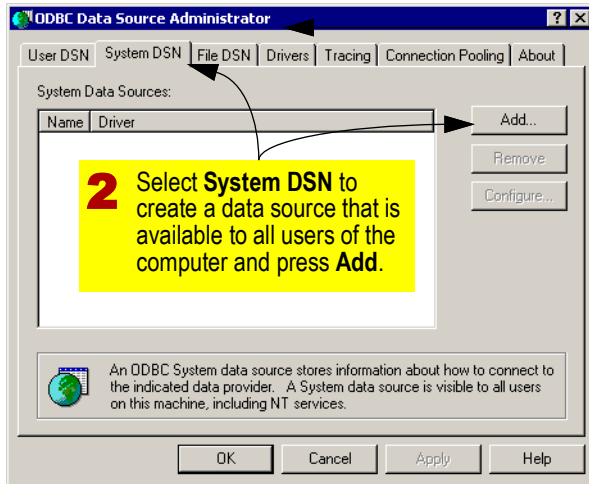 ODBC Data Source Administrator
User DSN System DSN File DSN Drivers Tracing Connection Pooling About
System Data Sources:
Name Driver
Add...
Remove
Configure...
2 Select System DSN to
create a data source that is
available to all users of the
computer and press Add.
An ODBC System data source stores information about how to connect to
the indicated data provider. A System data source is visible to all users
on this machine, including NT services.
OK Cancel Apply Help